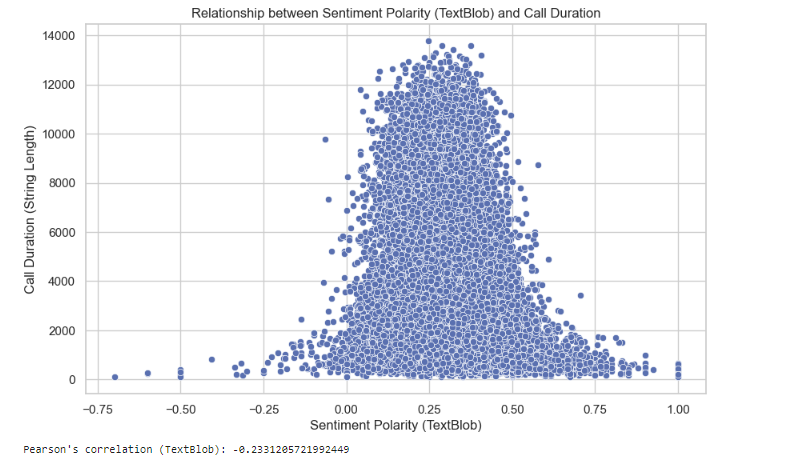 Relationship between Sentiment Polarity (TextBlob) and Call Duration
14000
12000
10000
8000
6000
4000
2000
0
Call Duration (String Length)
−0.75 −0.50 −0.25 0.00 0.25 0.50 0.75 1.00
Sentiment Polarity (TextBlob)
Pearson's correlation (TextBlob): -0.2331205721992449